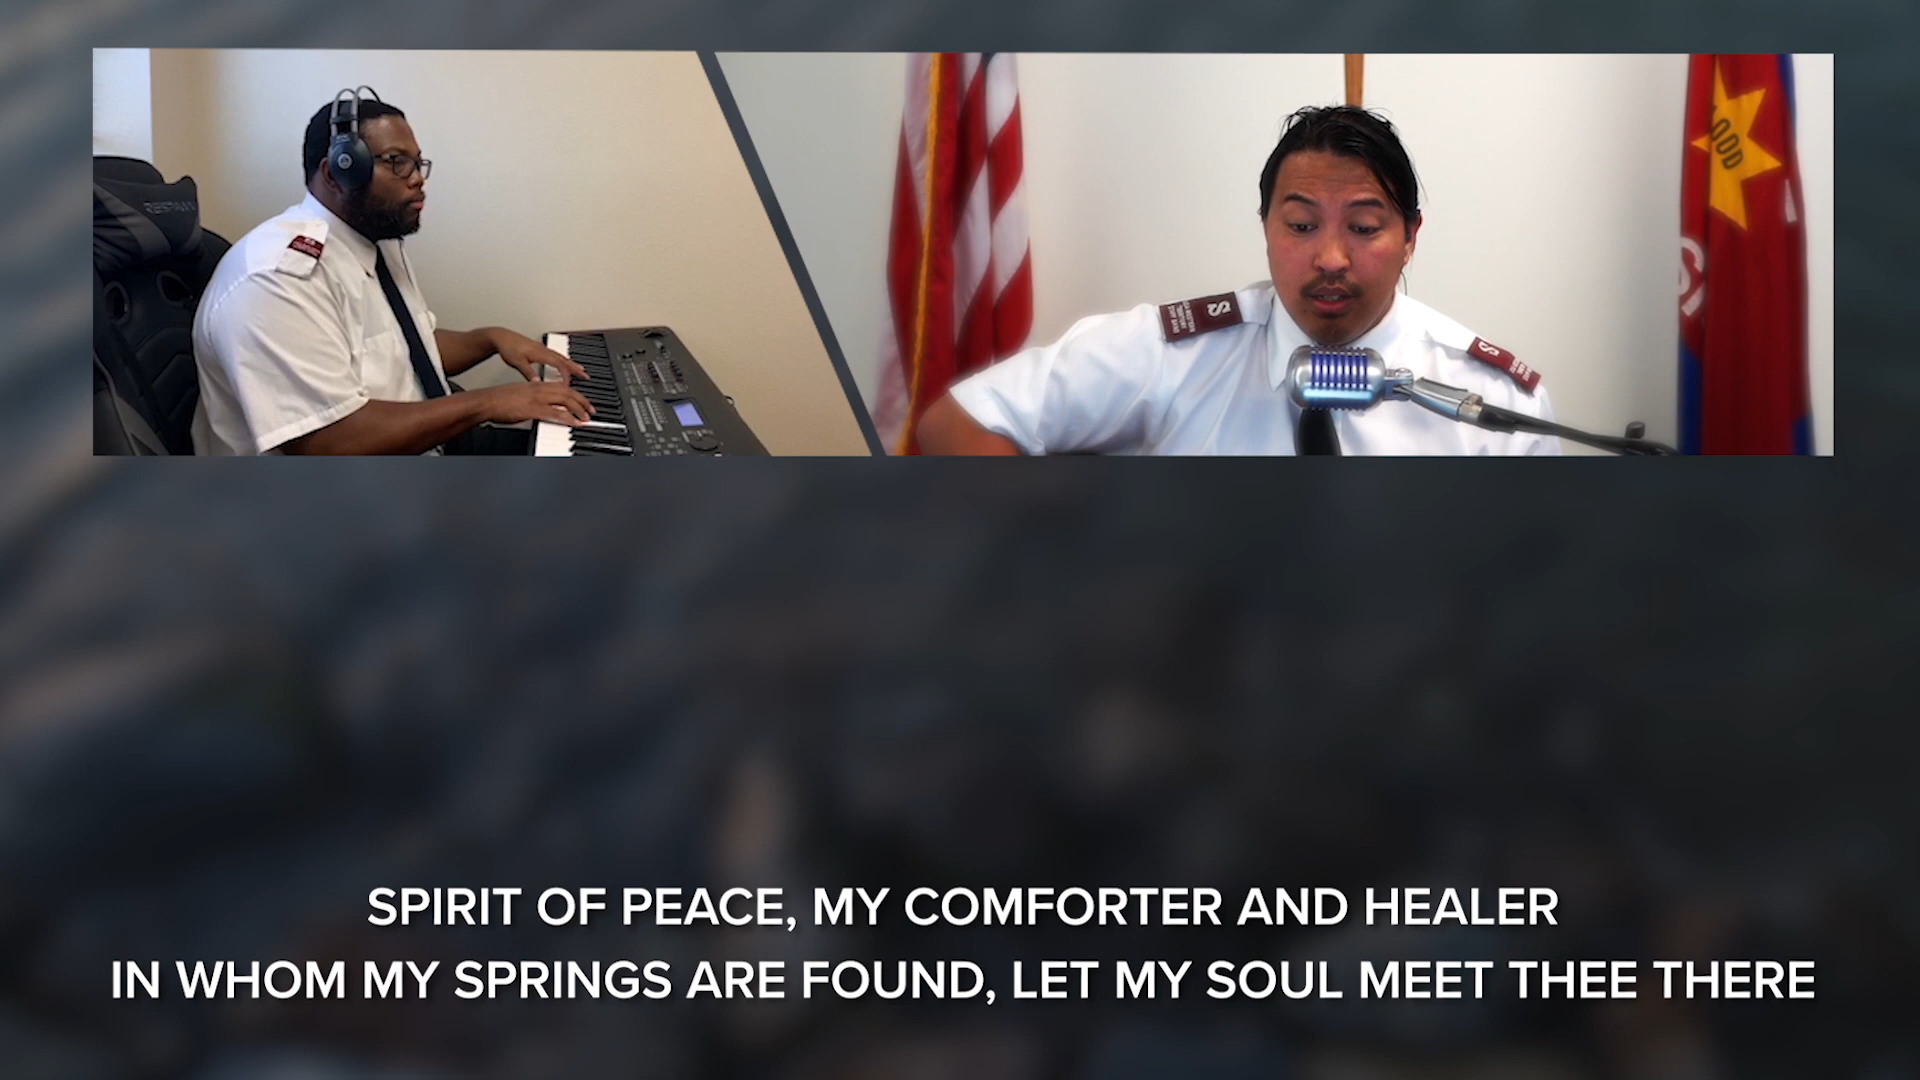 OOD
S
S
SPIRIT OF PEACE, MY COMFORTER AND HEALER
IN WHOM MY SPRINGS ARE FOUND, LET MY SOUL MEET THEE THERE